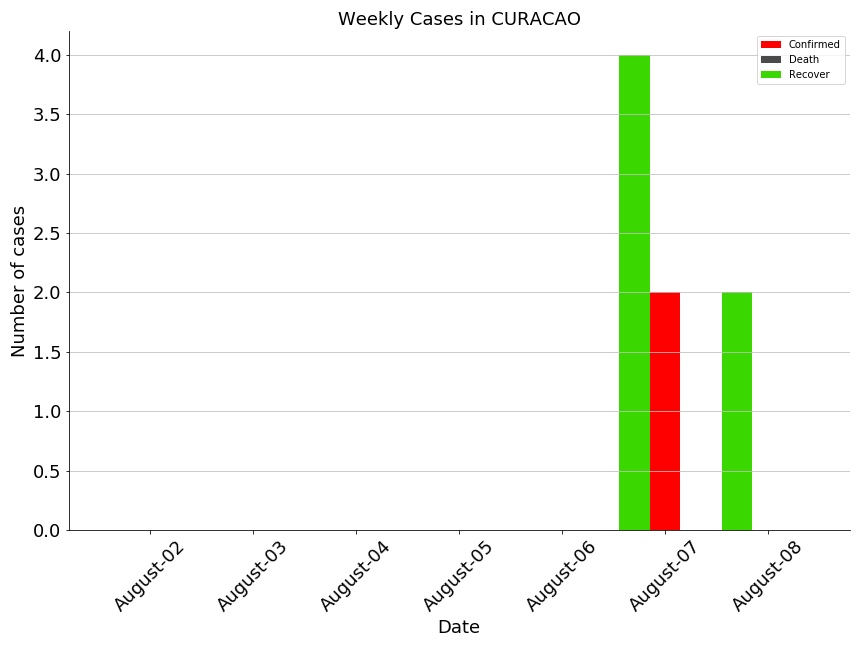 Weekly Cases in CURACAO
Confirmed
Death
Recover
Number of cases
4.0
3.5
3.0
2.5
2.0
1.5
1.0
0.5
0.0
August-02
August-03
August-04
August-05
August-06
August-07
August-08
Date